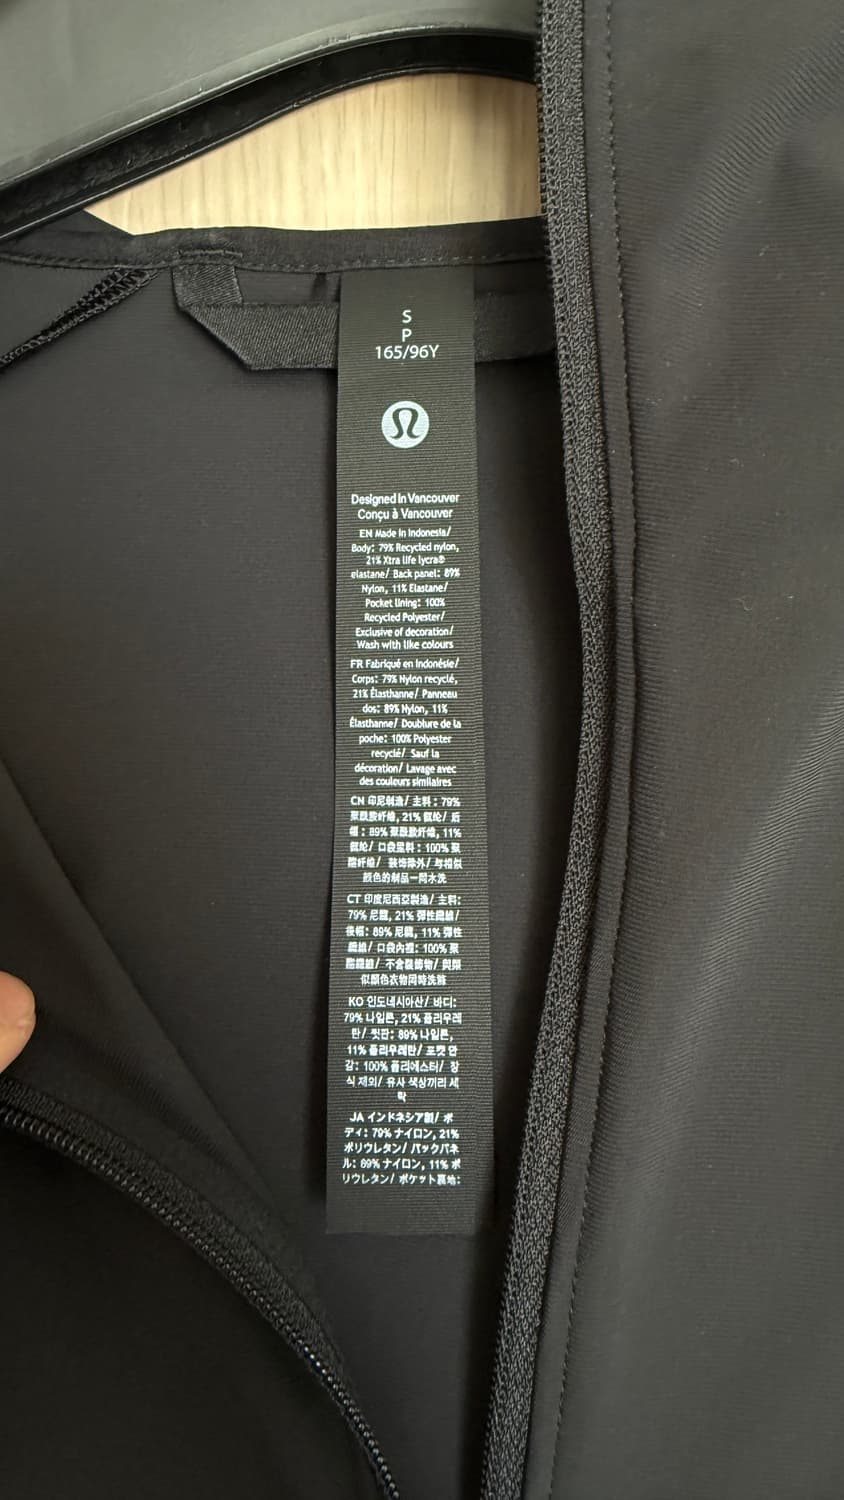 S
P
165/96Y
Designed in Vancouver
Conçu à Vancouver
EN Made in Indonesia/
Body: 79% Recycled nylon,
21% Xtra life lycra®
elastane/ Back panel: 89%
Nylon, 11% Elastane/
Pocket lining: 100%
Recycled Polyester/
Exclusive of decoration/
Wash with like colours
FR Fabriqué en Indonésie/
Corps: 79% Nylon recyclé,
21% Élasthanne/ Panneau
dos: 89% Nylon, 11%
Élasthanne/ Doublure de la
poche: 100% Polyester
recyclé/ Sauf la
décoration/ Lavage avec
des couleurs similaires
CN 印尼制造/ 主料: 79%
聚酰胺纤维, 21% 氨纶/ 后
幅: 89% 聚酰胺纤维, 11%
氨纶/ 口袋里料: 100% 聚
酯纤维/ 装饰除外/ 与相似
颜色的制品一同水洗
CT 印度尼西亞製造/ 主料:
79% 尼龍, 21% 彈性纖維/
後幅: 89% 尼龍, 11% 彈性
纖維/ 口袋內裡: 100% 聚
酯纖維/ 不含裝飾物/ 與類
似顏色衣物同時洗滌
KO 인도네시아산/ 바디:
79% 나일론, 21% 폴리우레
탄/ 뒷판: 89% 나일론,
11% 폴리우레탄/ 포켓 안
감: 100% 폴리에스터/ 장
식 제외/ 유사 색상끼리 세
탁
JA インドネシア製/ ボ
ディ: 79% ナイロン, 21%
ポリウレタン/ バックパネ
ル: 89% ナイロン, 11% ポ
リウレタン/ ポケット裏地: